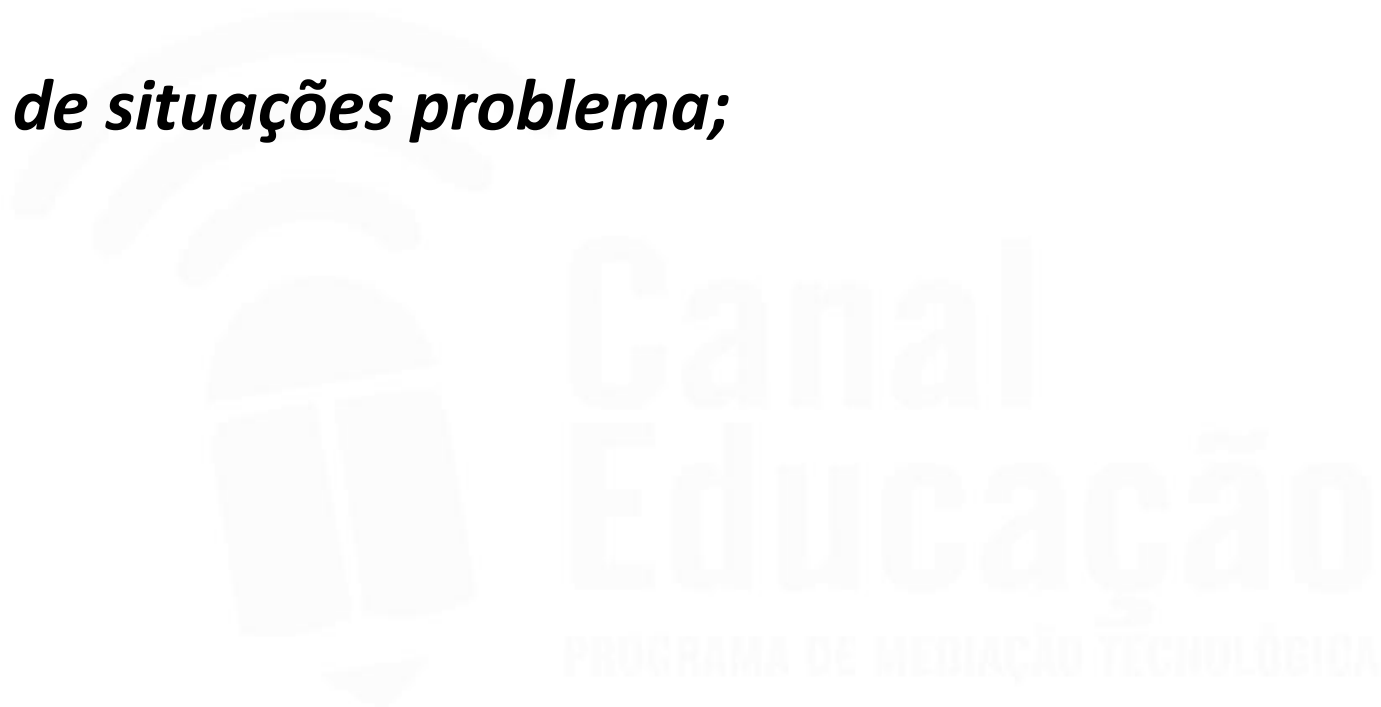 de situações problema;
Canal
Educação
PROGRAMA DE MEDIAÇÃO TECNOLÓGICA